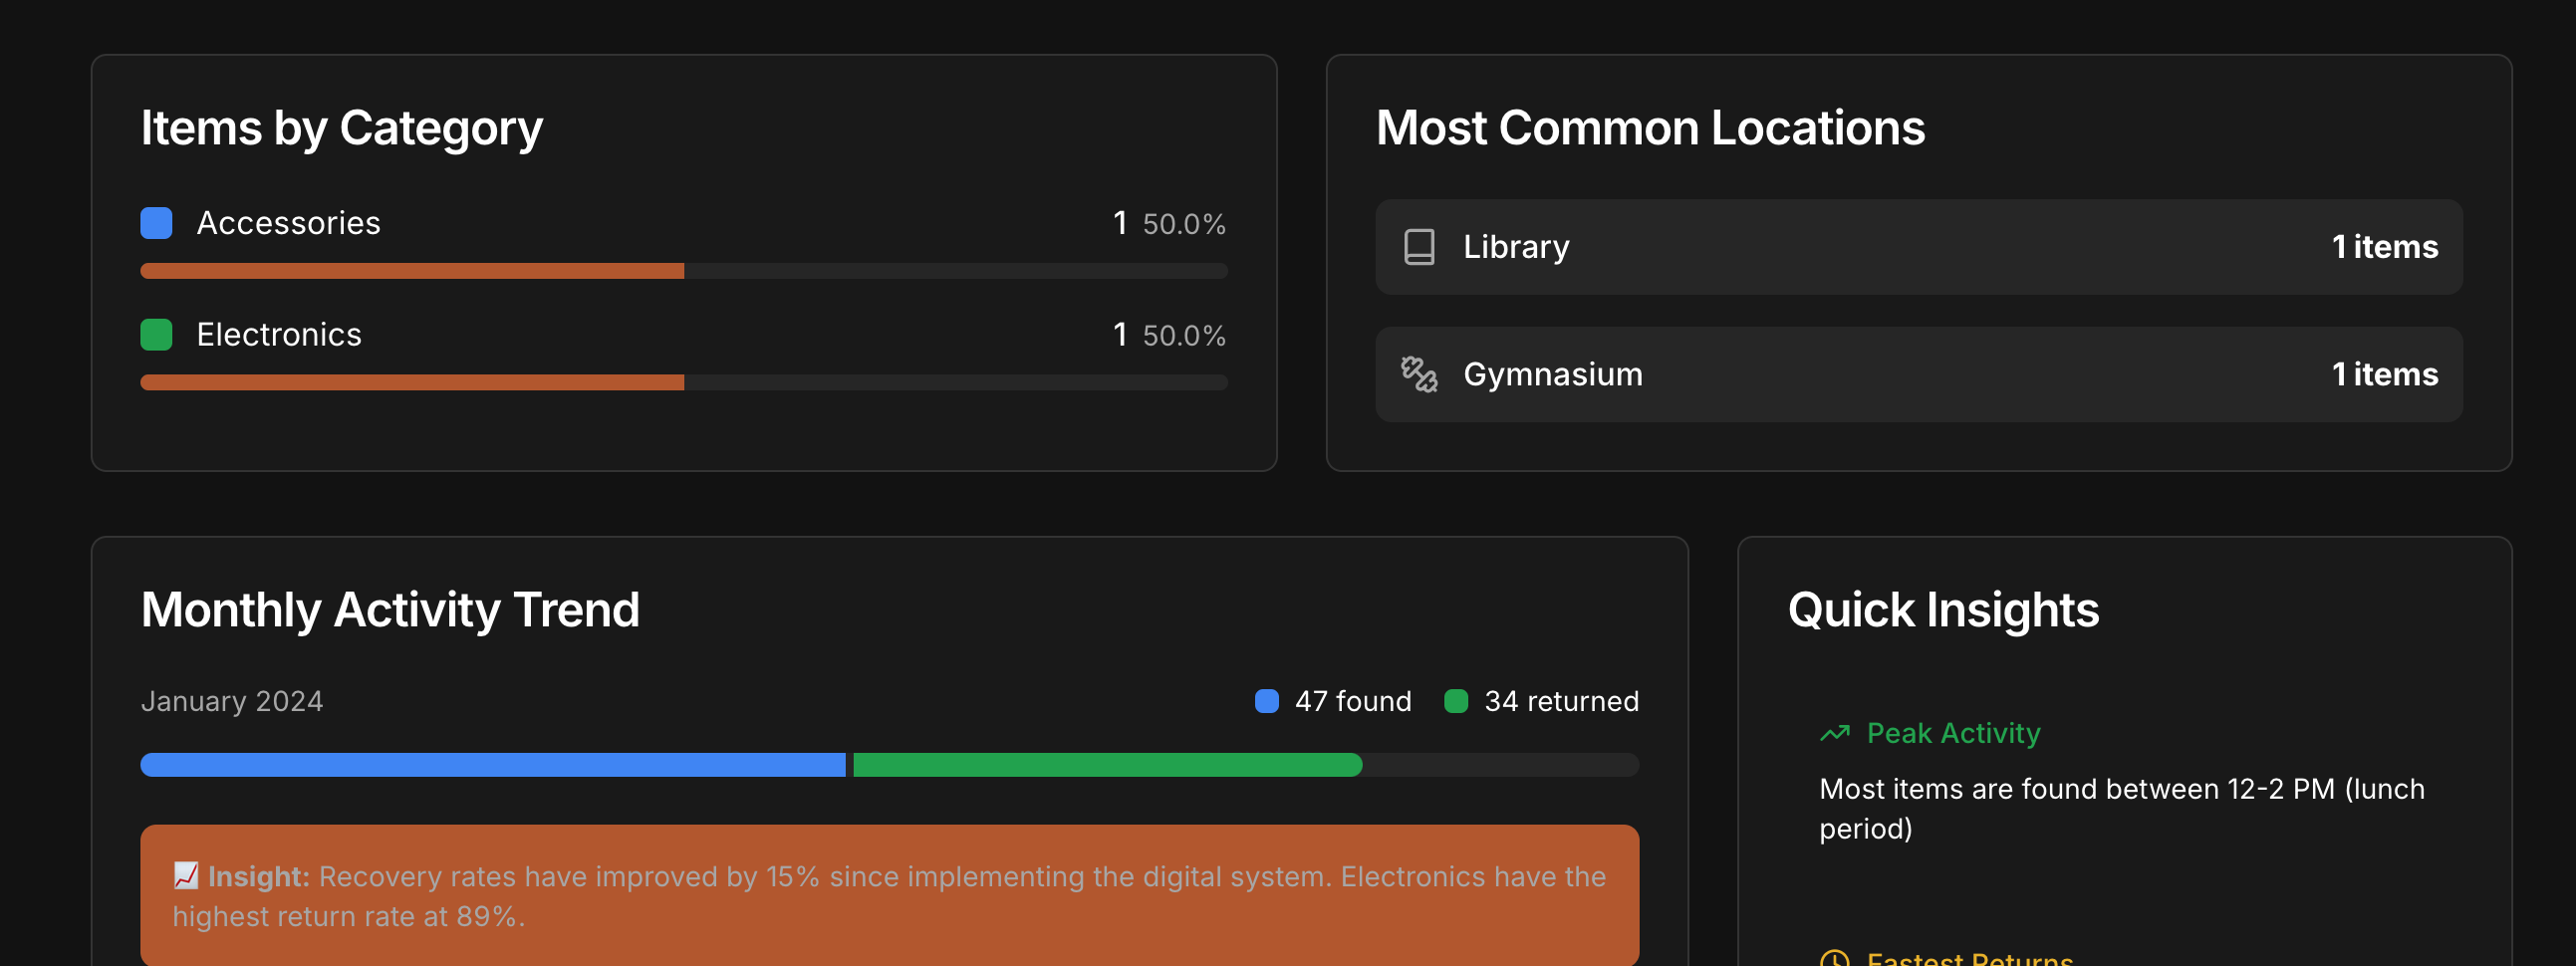 Items by Category
Accessories 1 50.0%
Electronics 1 50.0%
Most Common Locations
Library 1 items
Gymnasium 1 items
Monthly Activity Trend
January 2024 47 found 34 returned
📈 Insight: Recovery rates have improved by 15% since implementing the digital system. Electronics have the
highest return rate at 89%.
Quick Insights
Peak Activity
Most items are found between 12-2 PM (lunch
period)
Fastest Returns